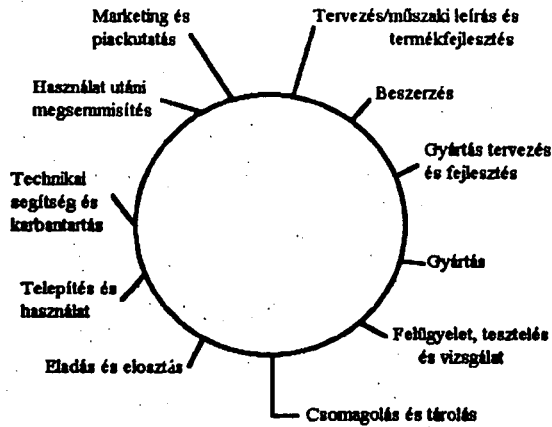 Marketing és
piackutatás
Tervezés/műszaki leírás és
termékfejlesztés
Beszerzés
Gyártás tervezés
és fejlesztés
Gyártás
Felügyelet, tesztelés
és vizsgálat
Csomagolás és tárolás
Eladás és elosztás
Telepítés és
használat
Technikai
segítség és
karbantartás
Használat utáni
megsemmisítés